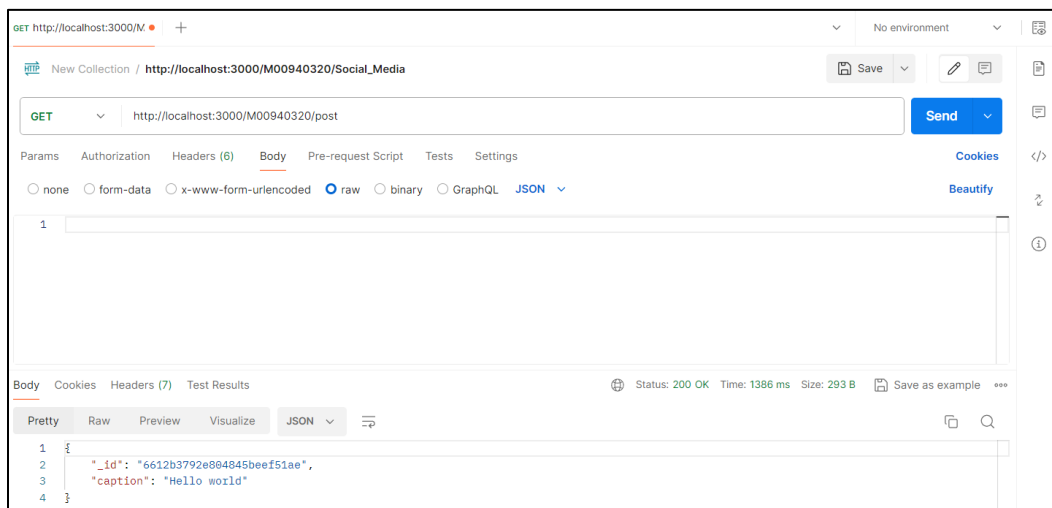 GET http://localhost:3000/M
No environment
HTTP New Collection / http://localhost:3000/M00940320/Social_Media
Save
GET http://localhost:3000/M00940320/post Send
Params Authorization Headers (6) Body Pre-request Script Tests Settings Cookies
none form-data x-www-form-urlencoded raw binary GraphQL JSON Beautify
1
Body Cookies Headers (7) Test Results Status: 200 OK Time: 1386 ms Size: 293 B Save as example
Pretty Raw Preview Visualize JSON
1 {
2 "_id": "6612b3792e804845beef51ae",
3 "caption": "Hello world"
4 }